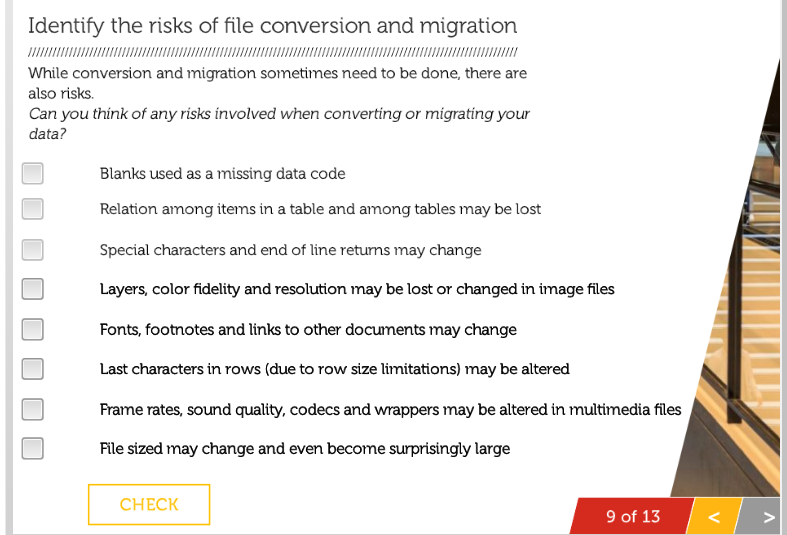 Identify the risks of file conversion and migration
While conversion and migration sometimes need to be done, there are
also risks.
Can you think of any risks involved when converting or migrating your
data?
Blanks used as a missing data code
Relation among items in a table and among tables may be lost
Special characters and end of line returns may change
Layers, color fidelity and resolution may be lost or changed in image files
Fonts, footnotes and links to other documents may change
Last characters in rows (due to row size limitations) may be altered
Frame rates, sound quality, codecs and wrappers may be altered in multimedia files
File sized may change and even become surprisingly large
CHECK
9 of 13 < >